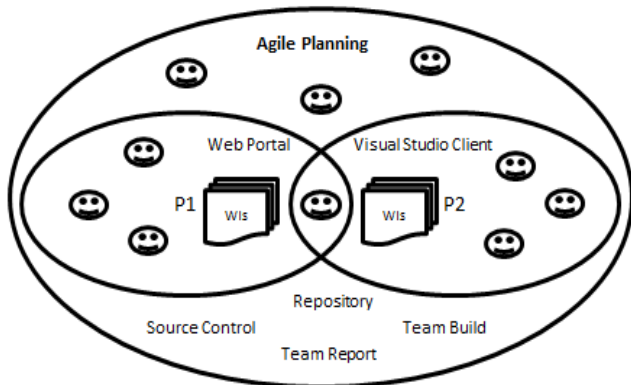 Agile Planning
Web Portal
Visual Studio Client
P1
WIs
WIs
P2
Repository
Source Control
Team Build
Team Report